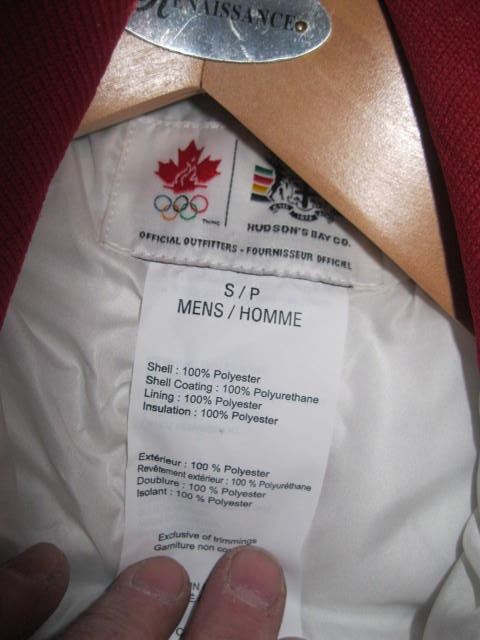 RENAISSANCE
HUDSON'S BAY CO.
OFFICIAL OUTFITTERS - FOURNISSEUR OFFICIEL
S / P
MENS / HOMME
Shell : 100% Polyester
Shell Coating : 100% Polyurethane
Lining : 100% Polyester
Insulation : 100% Polyester
Extérieur : 100 % Polyester
Revêtement extérieur : 100 % Polyuréthane
Doublure : 100 % Polyester
Isolant : 100 % Polyester
Exclusive of trimmings
Garniture non